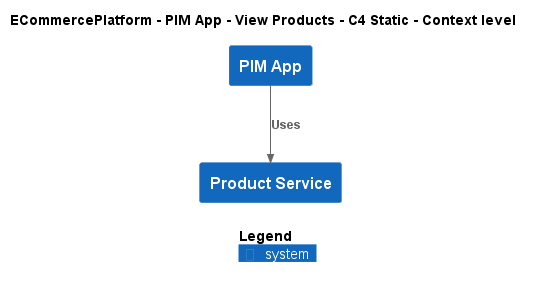 ECommercePlatform - PIM App - View Products - C4 Static - Context level
PIM App
Uses
Product Service
Legend
system